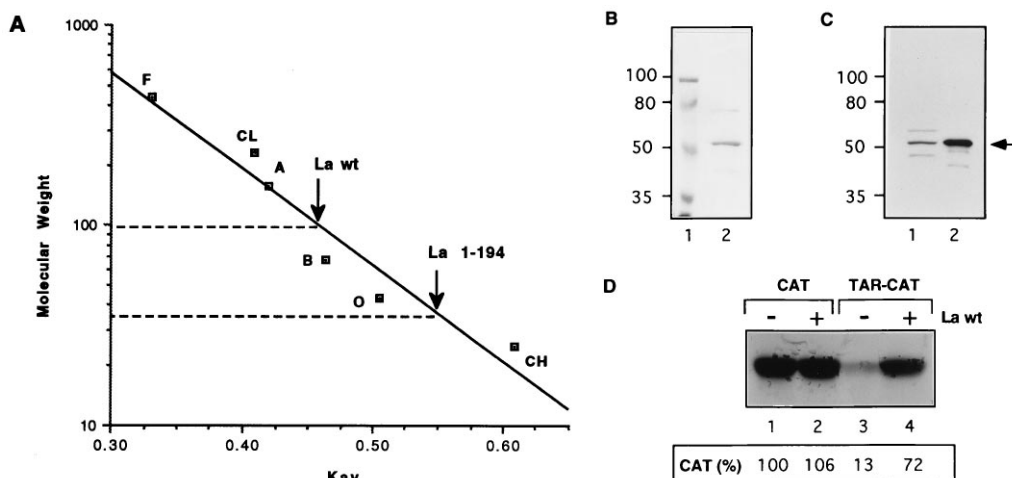 A
1000
F
CL
A
La wt
100
B
La 1-194
O
CH
10
0.30 0.40 0.50 0.60
Molecular Weight
B
100
80
50
35
1 2
C
100
80
50
35
1 2
D
CAT TAR-CAT
- + - + La wt
1 2 3 4
CAT (%) 100 106 13 72